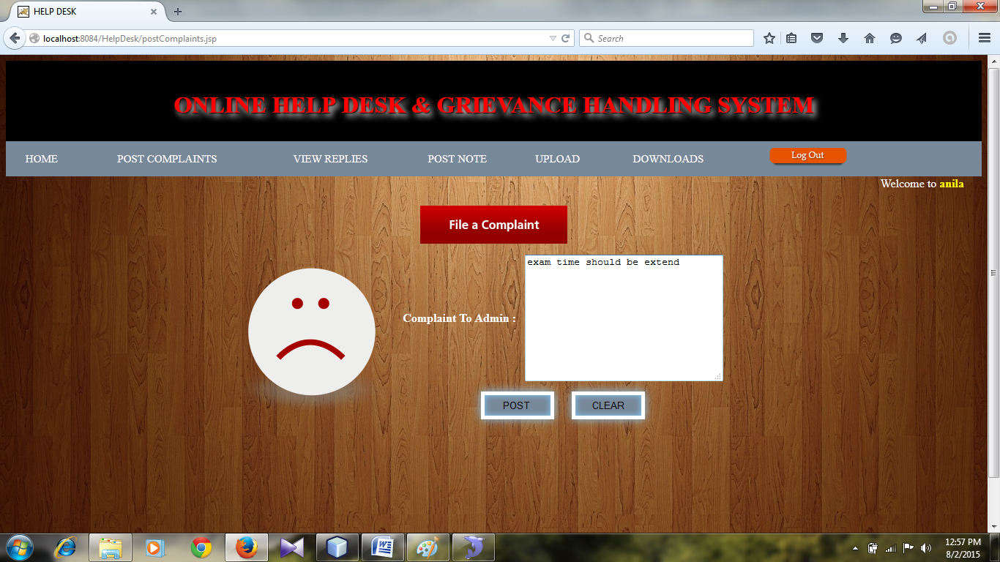 HELP DESK
localhost:8084/HelpDesk/postComplaints.jsp
Search
ONLINE HELP DESK & GRIEVANCE HANDLING SYSTEM
HOME POST COMPLAINTS VIEW REPLIES POST NOTE UPLOAD DOWNLOADS Log Out
Welcome to anila
File a Complaint
exam time should be extend
Complaint To Admin :
POST CLEAR
12:57 PM
8/2/2015